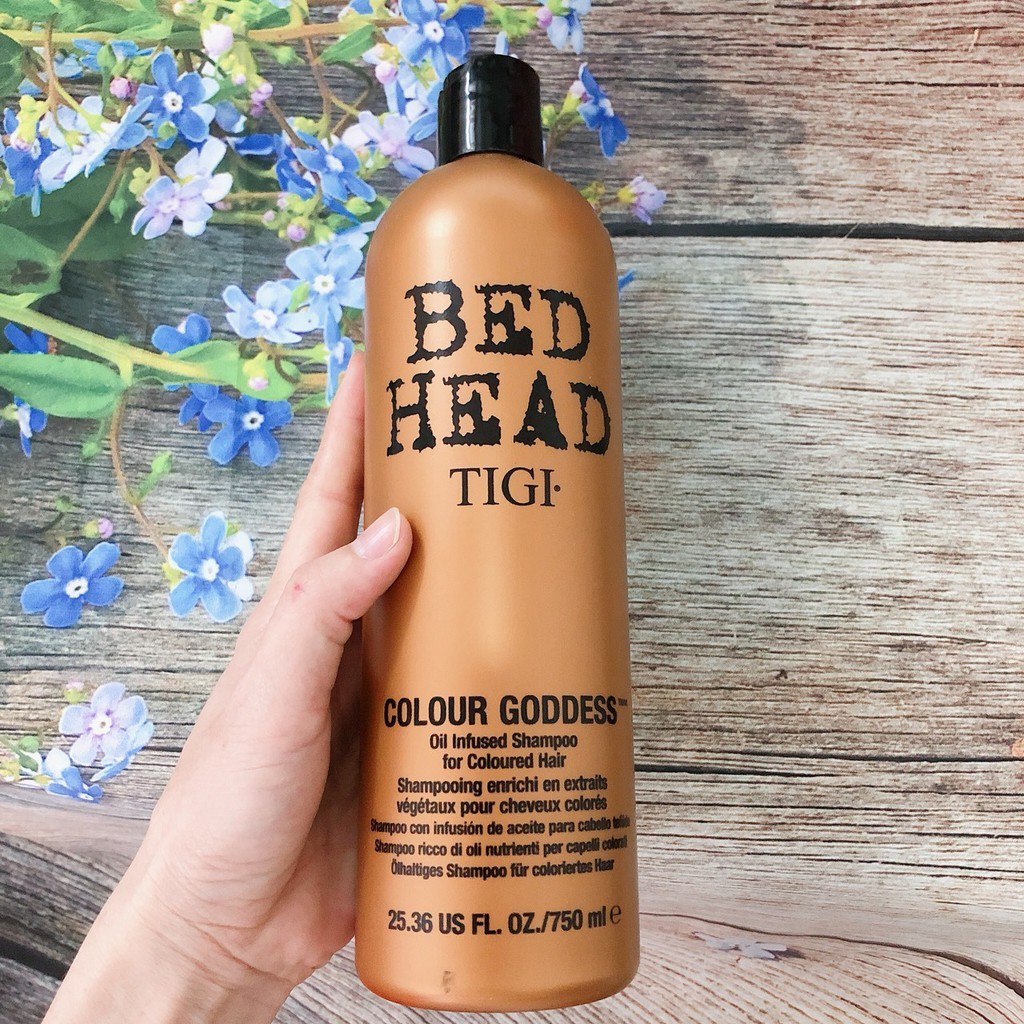 BED
HEAD
TIGI
COLOUR GODDESS
Oil Infused Shampoo
for Coloured Hair
Shampooing enrichi en extraits
végétaux pour cheveux colorés
Shampoo con infusión de aceite para cabello teñido
Shampoo ricco di oli nutrienti per capelli colorati
Ölhaltiges Shampoo für coloriertes Haar
25.36 US FL. OZ./750 ml ℮